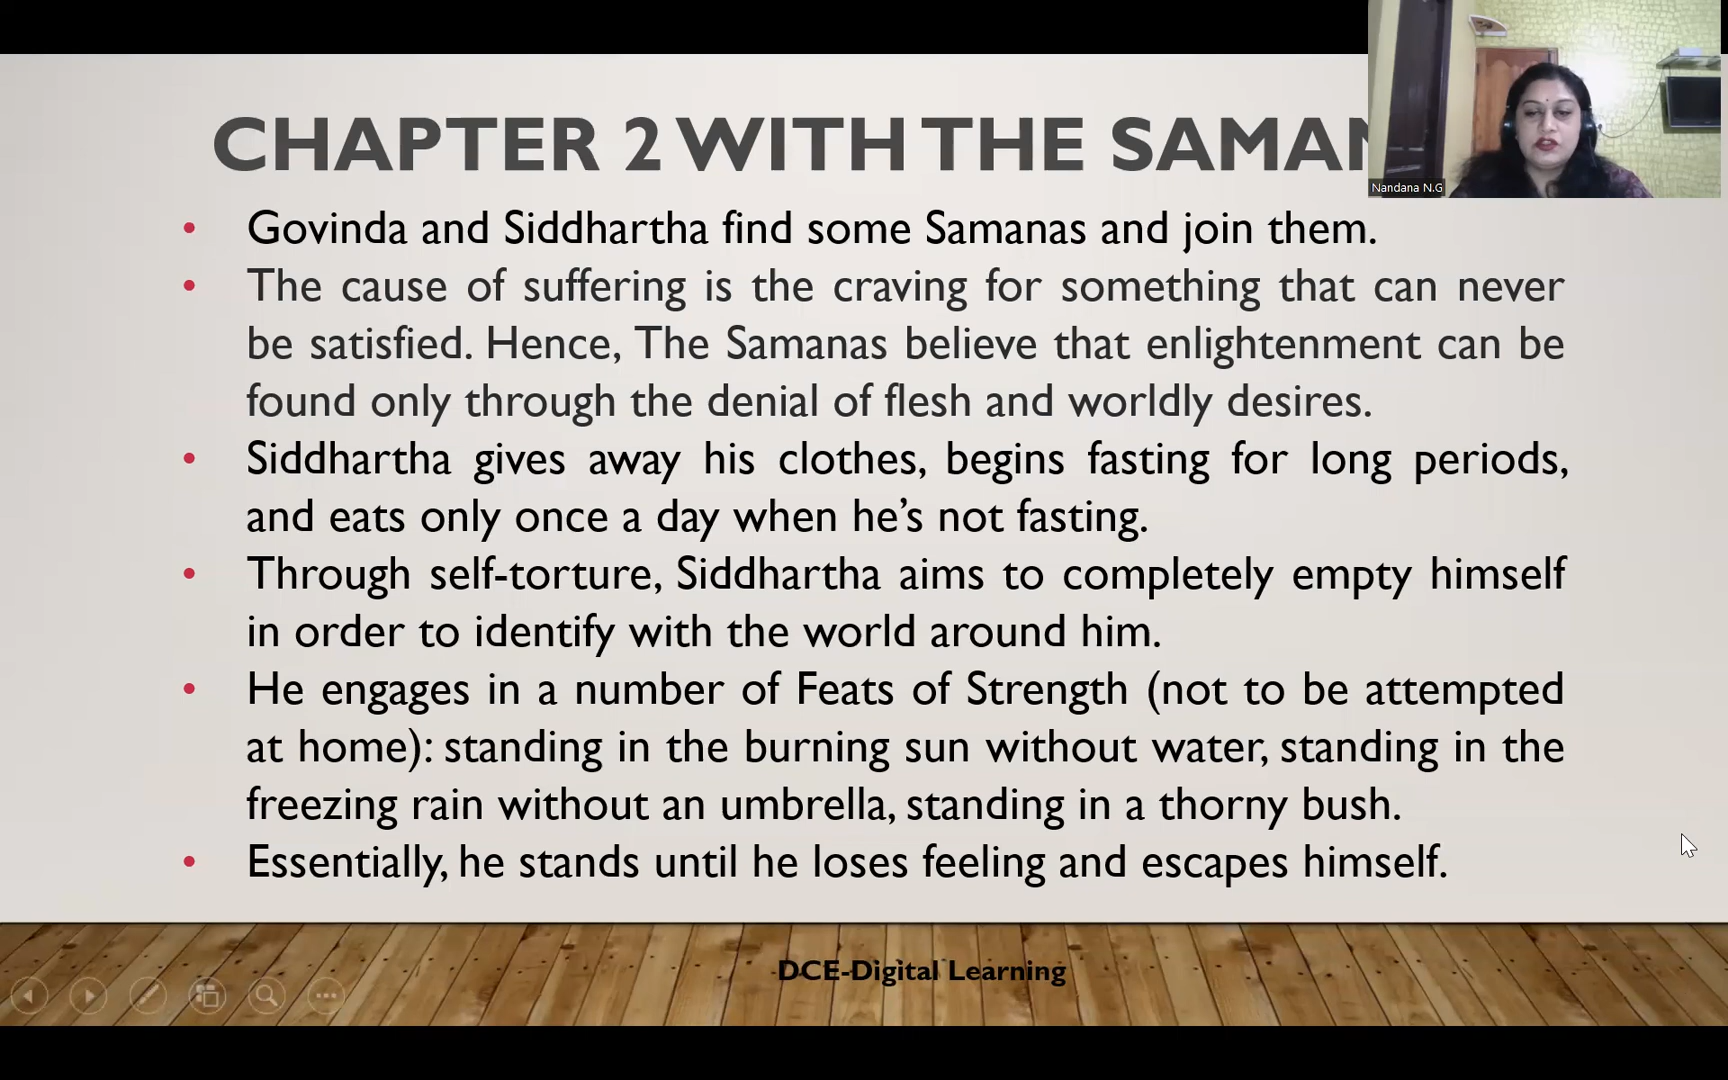 CHAPTER 2 WITH THE SAMAN
Nandana N.G
• Govinda and Siddhartha find some Samanas and join them.
• The cause of suffering is the craving for something that can never
be satisfied. Hence, The Samanas believe that enlightenment can be
found only through the denial of flesh and worldly desires.
• Siddhartha gives away his clothes, begins fasting for long periods,
and eats only once a day when he’s not fasting.
• Through self-torture, Siddhartha aims to completely empty himself
in order to identify with the world around him.
• He engages in a number of Feats of Strength (not to be attempted
at home): standing in the burning sun without water, standing in the
freezing rain without an umbrella, standing in a thorny bush.
• Essentially, he stands until he loses feeling and escapes himself.
DCE-Digital Learning